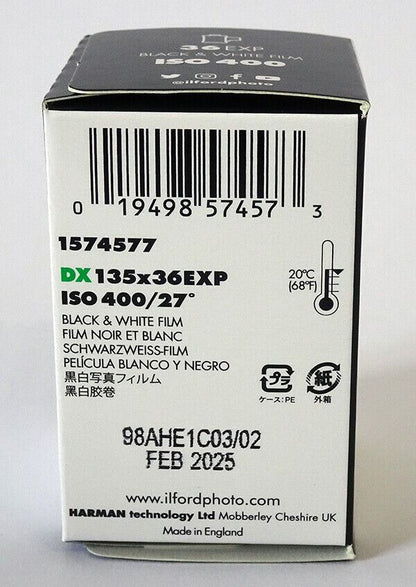 36 EXP
BLACK & WHITE FILM
ISO 400
@ilfordphoto
0 19498 57457 3
1574577
DX 135x36EXP
ISO 400/27°
20°C
(68°F)
BLACK & WHITE FILM
FILM NOIR ET BLANC
SCHWARZWEISS-FILM
PELÍCULA BLANCO Y NEGRO
黒白写真フィルム
黑白胶卷
プラ
紙
ケース:PE
外箱
98AHE1C03/02
FEB 2025
www.ilfordphoto.com
HARMAN technology Ltd Mobberley Cheshire UK
Made in England